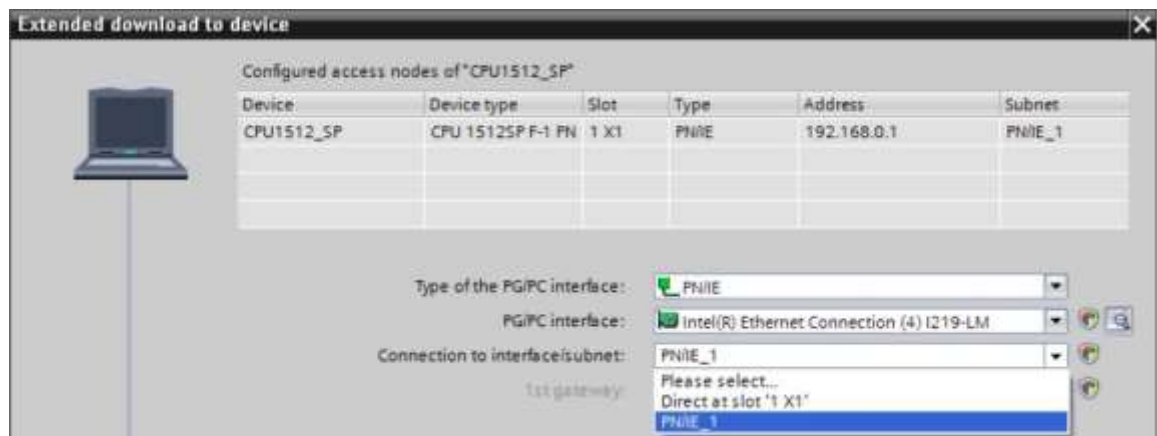 Extended download to device
Configured access nodes of "CPU1512_SP"
Device Device type Slot Type Address Subnet
CPU1512_SP CPU 1512SP F-1 PN 1 X1 PN/IE 192.168.0.1 PN/IE_1
Type of the PG/PC interface: PN/IE
PG/PC interface: Intel(R) Ethernet Connection (4) I219-LM
Connection to interface/subnet: PN/IE_1
Please select...
1st gateway: Direct at slot '1 X1'
PN/IE_1